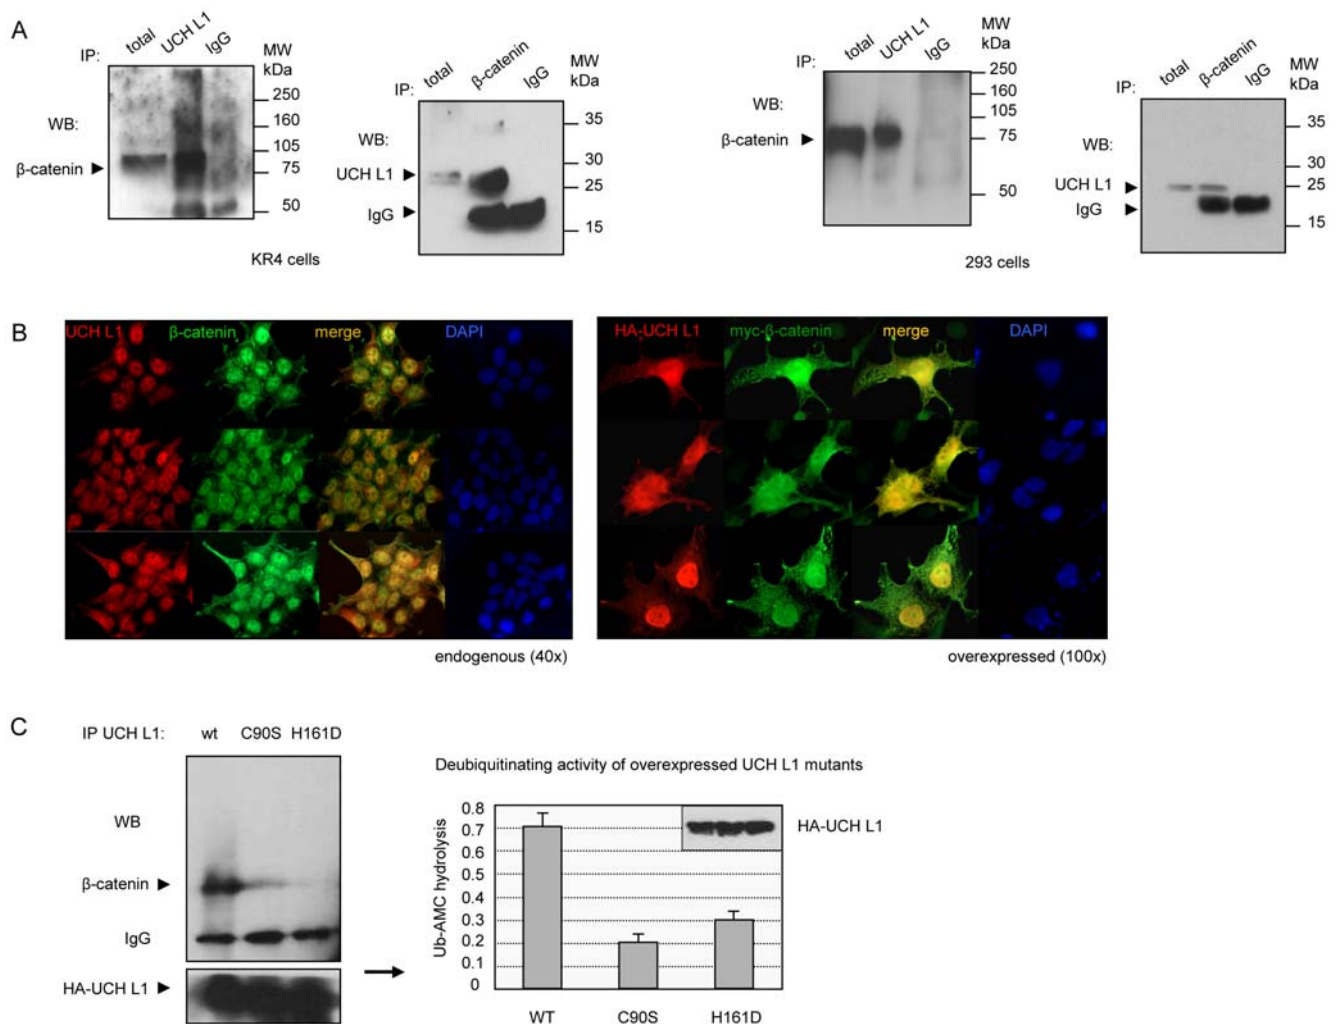 A
IP: total UCH L1 IgG MW kDa
250
160
105
75
50
WB:
β-catenin
IP: total β-catenin IgG MW kDa
35
30
25
15
WB:
UCH L1
IgG
KR4 cells
IP: total UCH L1 IgG MW kDa
250
160
105
75
50
WB:
β-catenin
IP: total β-catenin IgG MW kDa
35
30
25
15
WB:
UCH L1
IgG
293 cells
B
UCH L1 β-catenin merge DAPI
endogenous (40x)
HA-UCH L1 myc-β-catenin merge DAPI
overexpressed (100x)
C
IP UCH L1: wt C90S H161D
WB
β-catenin
IgG
HA-UCH L1
Deubiquitinating activity of overexpressed UCH L1 mutants
Ub-AMC hydrolysis
0.8
0.7
0.6
0.5
0.4
0.3
0.2
0.1
0
HA-UCH L1
WT C90S H161D